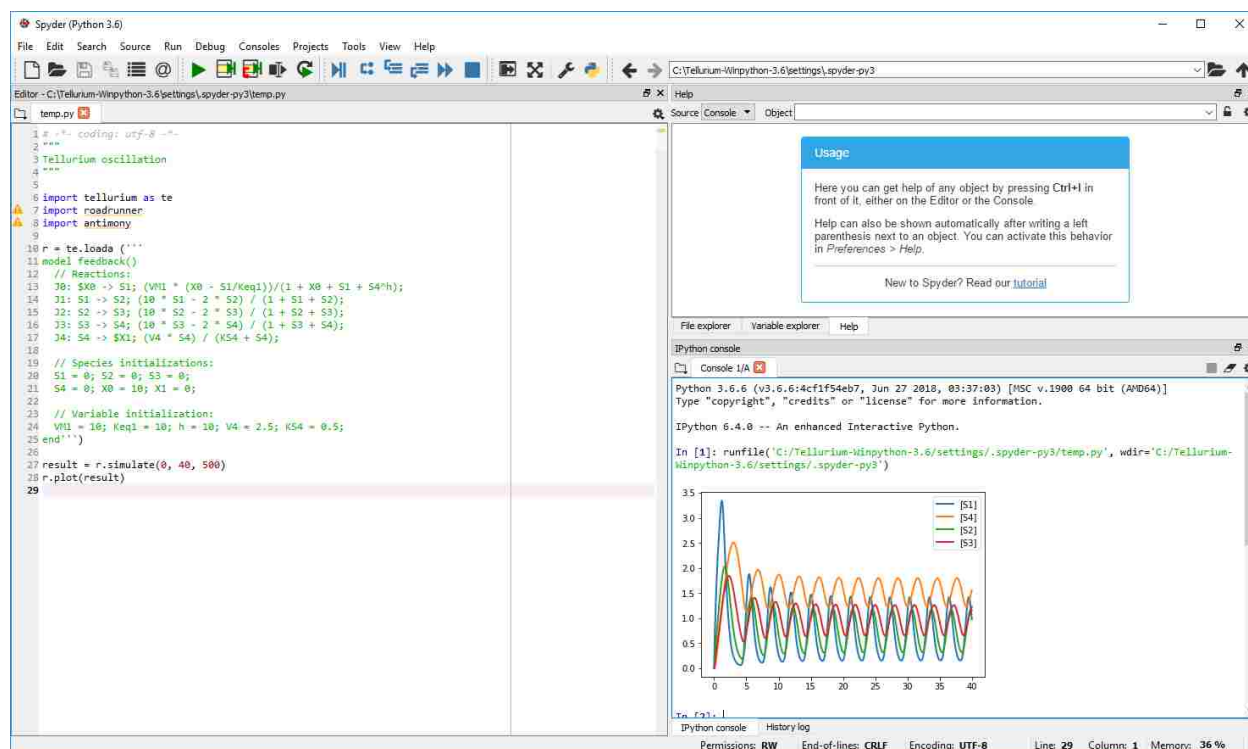 Spyder (Python 3.6)
File Edit Search Source Run Debug Consoles Projects Tools View Help
C:\Tellurium-Winpython-3.6\settings\.spyder-py3
Editor - C:\Tellurium-Winpython-3.6\settings\.spyder-py3\temp.py
temp.py
1 # -*- coding: utf-8 -*-
2 """
3 Tellurium oscillation
4 """
5
6 import tellurium as te
7 import roadrunner
8 import antimony
9
10 r = te.loada ('''
11 model feedback()
12 // Reactions:
13 J0: $X0 -> S1; (VM1 * (X0 - S1/Keq1))/(1 + X0 + S1 + S4^h);
14 J1: S1 -> S2; (10 * S1 - 2 * S2) / (1 + S1 + S2);
15 J2: S2 -> S3; (10 * S2 - 2 * S3) / (1 + S2 + S3);
16 J3: S3 -> S4; (10 * S3 - 2 * S4) / (1 + S3 + S4);
17 J4: S4 -> $X1; (V4 * S4) / (KS4 + S4);
18
19 // Species initializations:
20 S1 = 0; S2 = 0; S3 = 0;
21 S4 = 0; X0 = 10; X1 = 0;
22
23 // Variable initialization:
24 VM1 = 10; Keq1 = 10; h = 10; V4 = 2.5; KS4 = 0.5;
25 end''')
26
27 result = r.simulate(0, 40, 500)
28 r.plot(result)
29
Help
Source Console Object
Usage
Here you can get help of any object by pressing Ctrl+I in
front of it, either on the Editor or the Console.
Help can also be shown automatically after writing a left
parenthesis next to an object. You can activate this behavior
in Preferences > Help.
New to Spyder? Read our tutorial
File explorer Variable explorer Help
IPython console
Console 1/A
Python 3.6.6 (v3.6.6:4cf1f54eb7, Jun 27 2018, 03:37:03) [MSC v.1900 64 bit (AMD64)]
Type "copyright", "credits" or "license" for more information.
IPython 6.4.0 -- An enhanced Interactive Python.
In [1]: runfile('C:/Tellurium-Winpython-3.6/settings/.spyder-py3/temp.py', wdir='C:/Tellurium-
Winpython-3.6/settings/.spyder-py3')
3.5
3.0
2.5
2.0
1.5
1.0
0.5
0.0
0 5 10 15 20 25 30 35 40
[S1]
[S4]
[S2]
[S3]
In [2]:
IPython console History log
Permissions: RW End-of-lines: CRLF Encoding: UTF-8 Line: 29 Column: 1 Memory: 36 %